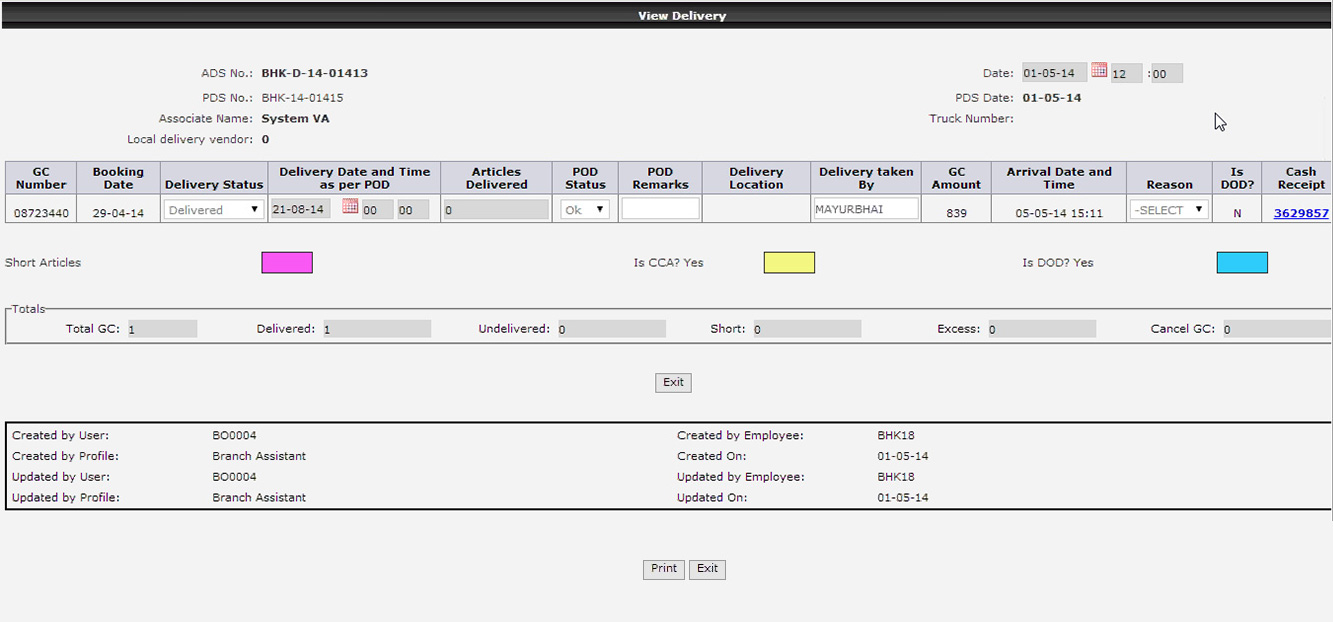 View Delivery
ADS No.: BHK-D-14-01413 Date: 01-05-14 12 :00
PDS No.: BHK-14-01415 PDS Date: 01-05-14
Associate Name: System VA Truck Number:
Local delivery vendor: 0
GC Number Booking Date Delivery Status Delivery Date and Time as per POD Articles Delivered POD Status POD Remarks Delivery Location Delivery taken By GC Amount Arrival Date and Time Reason Is DOD? Cash Receipt
08723440 29-04-14 Delivered 21-08-14 00 00 0 Ok MAYURBHAI 839 05-05-14 15:11 -SELECT N 3629857
Short Articles Is CCA? Yes Is DOD? Yes
Totals
Total GC: 1 Delivered: 1 Undelivered: 0 Short: 0 Excess: 0 Cancel GC: 0
Exit
Created by User: BO0004 Created by Employee: BHK18
Created by Profile: Branch Assistant Created On: 01-05-14
Updated by User: BO0004 Updated by Employee: BHK18
Updated by Profile: Branch Assistant Updated On: 01-05-14
Print Exit